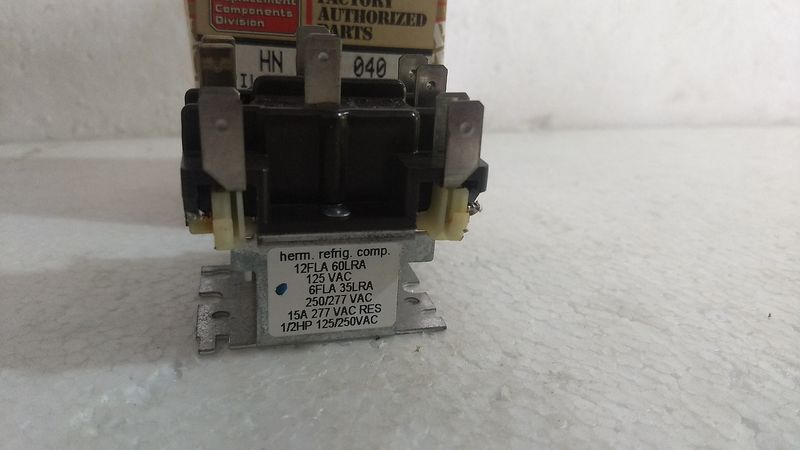 Components
Division
FACTORY
AUTHORIZED
PARTS
HN 040
herm. refrig. comp.
12FLA 60LRA
125 VAC
6FLA 35LRA
250/277 VAC
15A 277 VAC RES
1/2HP 125/250VAC